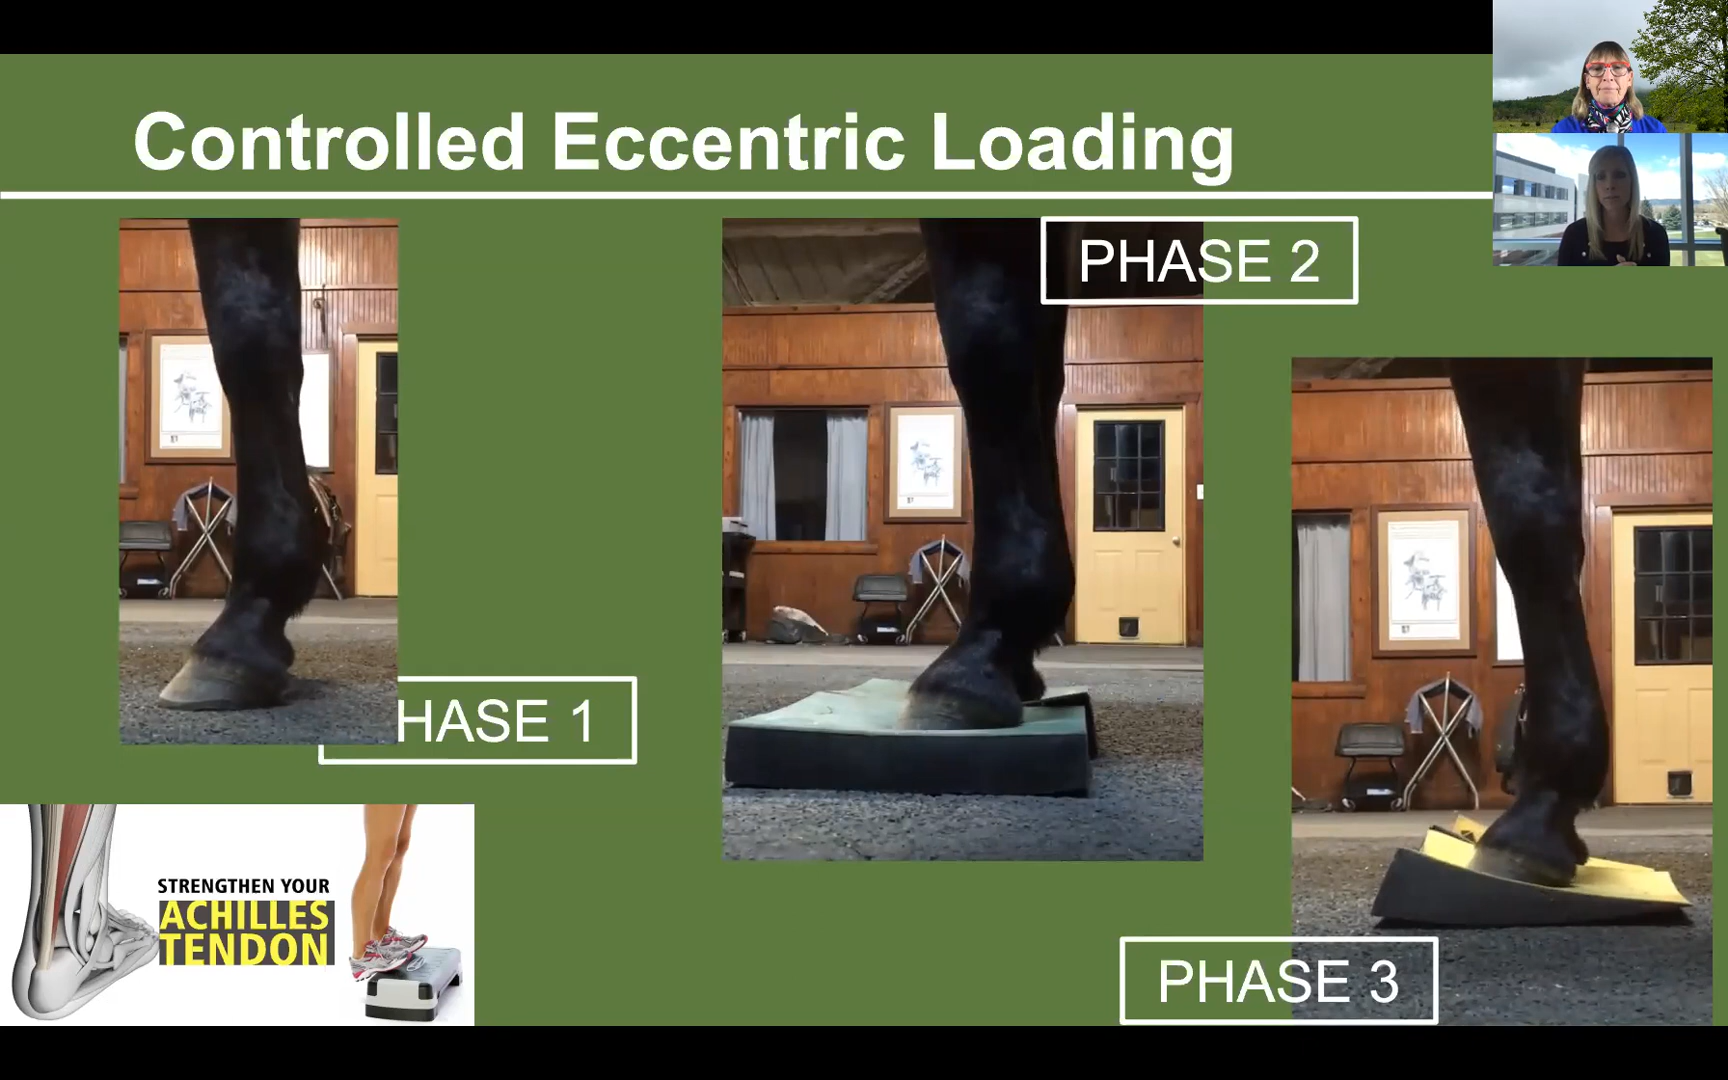 Controlled Eccentric Loading
PHASE 2
HASE 1
STRENGTHEN YOUR
ACHILLES
TENDON
PHASE 3